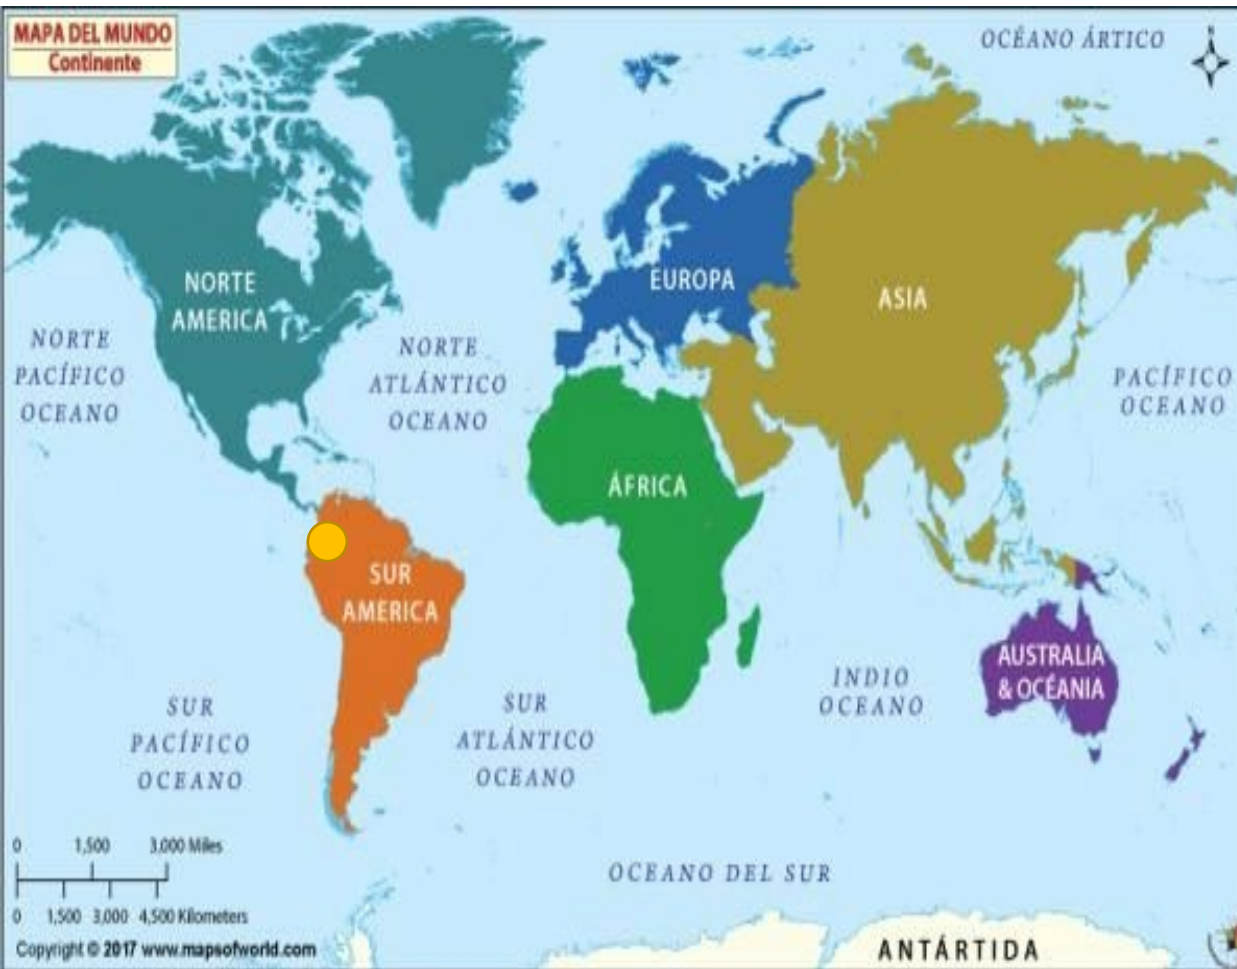 MAPA DEL MUNDO
Continente
OCÉANO ÁRTICO
N
NORTE
AMERICA
EUROPA
ASIA
NORTE
PACÍFICO
OCEANO
NORTE
ATLÁNTICO
OCEANO
PACÍFICO
OCEANO
ÁFRICA
SUR
AMERICA
AUSTRALIA
& OCÉANIA
INDIO
OCEANO
SUR
PACÍFICO
OCEANO
SUR
ATLÁNTICO
OCEANO
0 1,500 3,000 Miles
0 1,500 3,000 4,500 Kilometers
OCEANO DEL SUR
Copyright © 2017 www.mapsofworld.com
ANTÁRTIDA